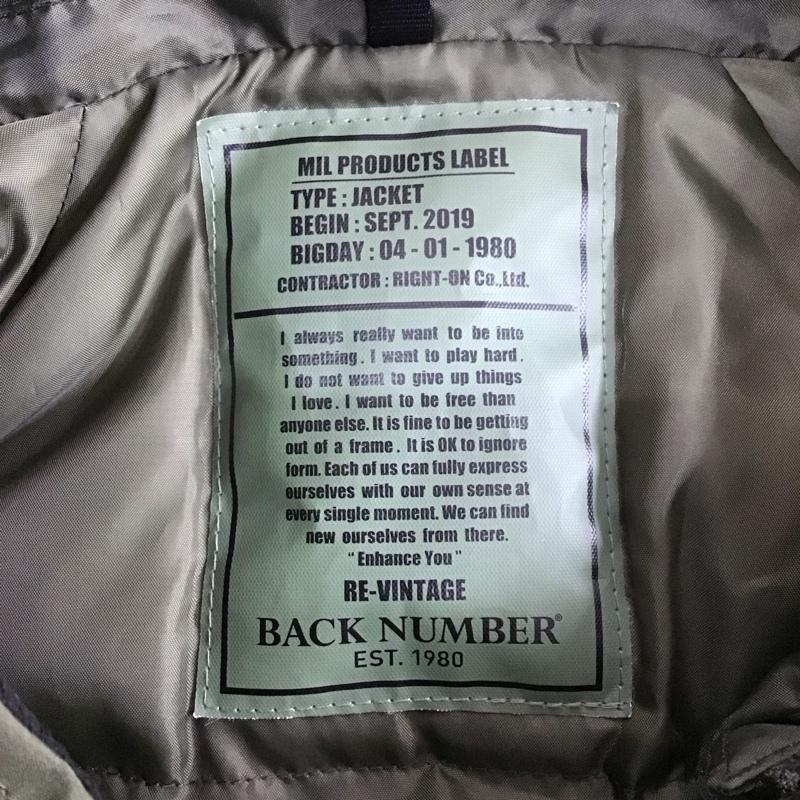 MIL PRODUCTS LABEL
TYPE : JACKET
BEGIN : SEPT. 2019
BIGDAY : 04 - 01 - 1980
CONTRACTOR : RIGHT-ON Co.,Ltd.
I always really want to be into
something. I want to play hard.
I do not want to give up things
I love. I want to be free than
anyone else. It is fine to be getting
out of a frame. It is OK to ignore
form. Each of us can fully express
ourselves with our own sense at
every single moment. We can find
new ourselves from there.
"Enhance You"
RE-VINTAGE
BACK NUMBER®
EST. 1980